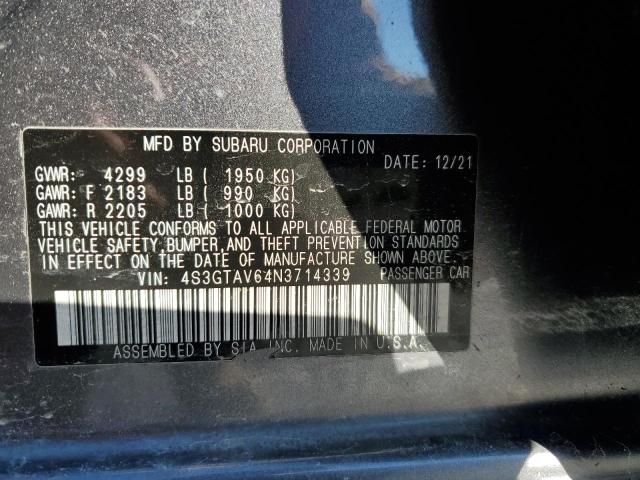 MFD BY SUBARU CORPORATION
DATE: 12/21
GVWR: 4299 LB ( 1950 KG)
GAWR: F 2183 LB ( 990 KG)
GAWR: R 2205 LB ( 1000 KG)
THIS VEHICLE CONFORMS TO ALL APPLICABLE FEDERAL MOTOR
VEHICLE SAFETY, BUMPER, AND THEFT PREVENTION STANDARDS
IN EFFECT ON THE DATE OF MANUFACTURE SHOWN ABOVE.
VIN: 4S3GTAV64N3714339 PASSENGER CAR
ASSEMBLED BY SIA, INC. MADE IN U.S.A.